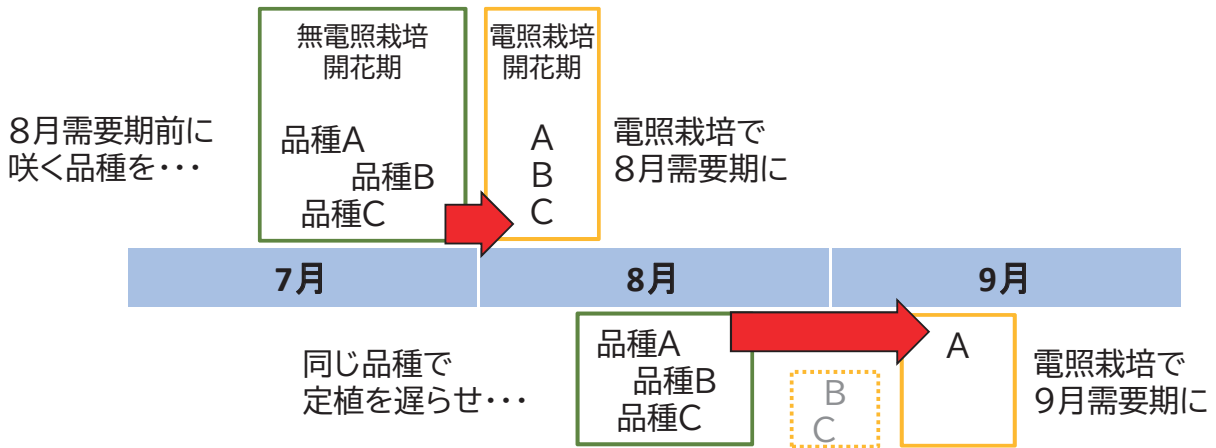 無電照栽培
開花期
電照栽培
開花期
8月需要期前に
咲く品種を・・・
品種A
品種B
品種C
A
B
C
電照栽培で
8月需要期に
7月
8月
9月
同じ品種で
定植を遅らせ・・・
品種A
品種B
品種C
B
C
A
電照栽培で
9月需要期に